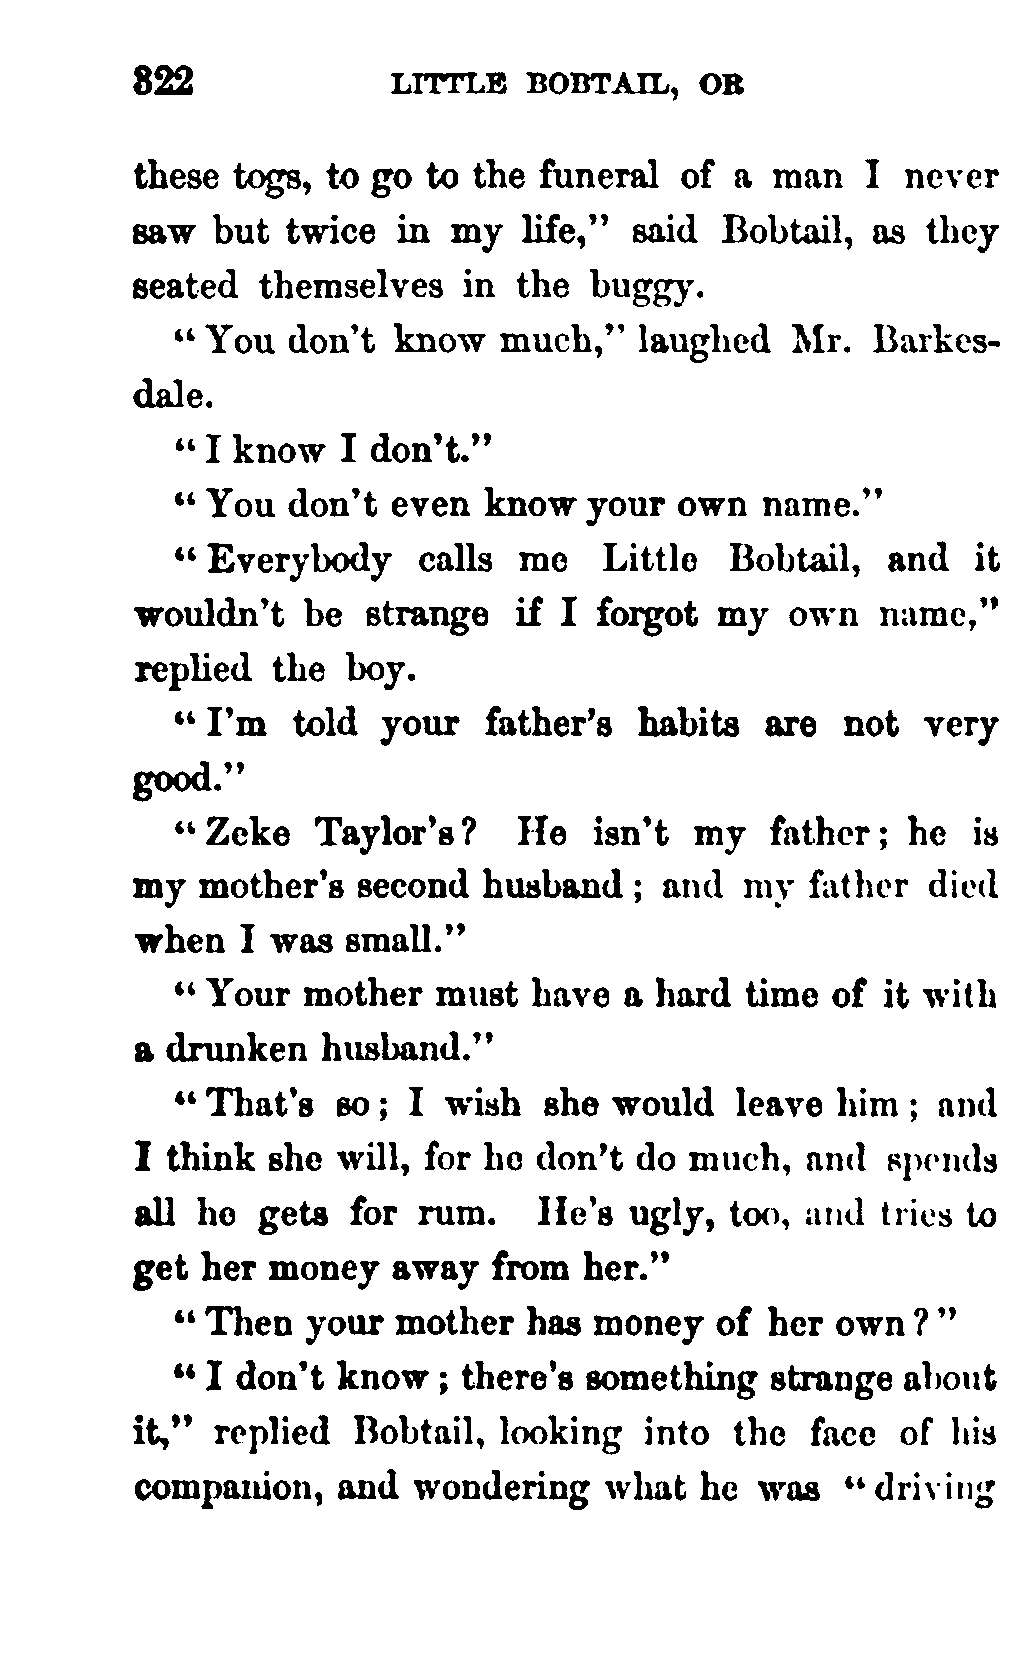 322 LITTLE BOBTAIL, OR
these togs, to go to the funeral of a man I never
saw but twice in my life," said Bobtail, as they
seated themselves in the buggy.
"You don't know much," laughed Mr. Barkes-
dale.
"I know I don't."
"You don't even know your own name."
"Everybody calls me Little Bobtail, and it
wouldn't be strange if I forgot my own name,"
replied the boy.
"I'm told your father's habits are not very
good."
"Zeke Taylor's? He isn't my father; he is
my mother's second husband; and my father died
when I was small."
"Your mother must have a hard time of it with
a drunken husband."
"That's so; I wish she would leave him; and
I think she will, for he don't do much, and spends
all he gets for rum. He's ugly, too, and tries to
get her money away from her."
"Then your mother has money of her own?"
"I don't know; there's something strange about
it," replied Bobtail, looking into the face of his
companion, and wondering what he was "driving